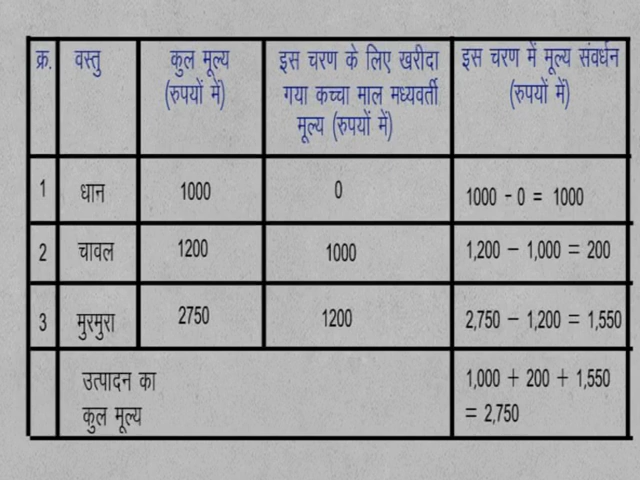 क्र. वस्तु कुल मूल्य इस चरण के लिए खरीदा इस चरण में मूल्य संवर्धन
(रुपयों में) गया कच्चा माल मध्यवर्ती (रुपयों में)
मूल्य (रुपयों में)
1 धान 1000 0 1000 - 0 = 1000
2 चावल 1200 1000 1,200 – 1,000 = 200
3 मुरमुरा 2750 1200 2,750 – 1,200 = 1,550
उत्पादन का 1,000 + 200 + 1,550
कुल मूल्य = 2,750